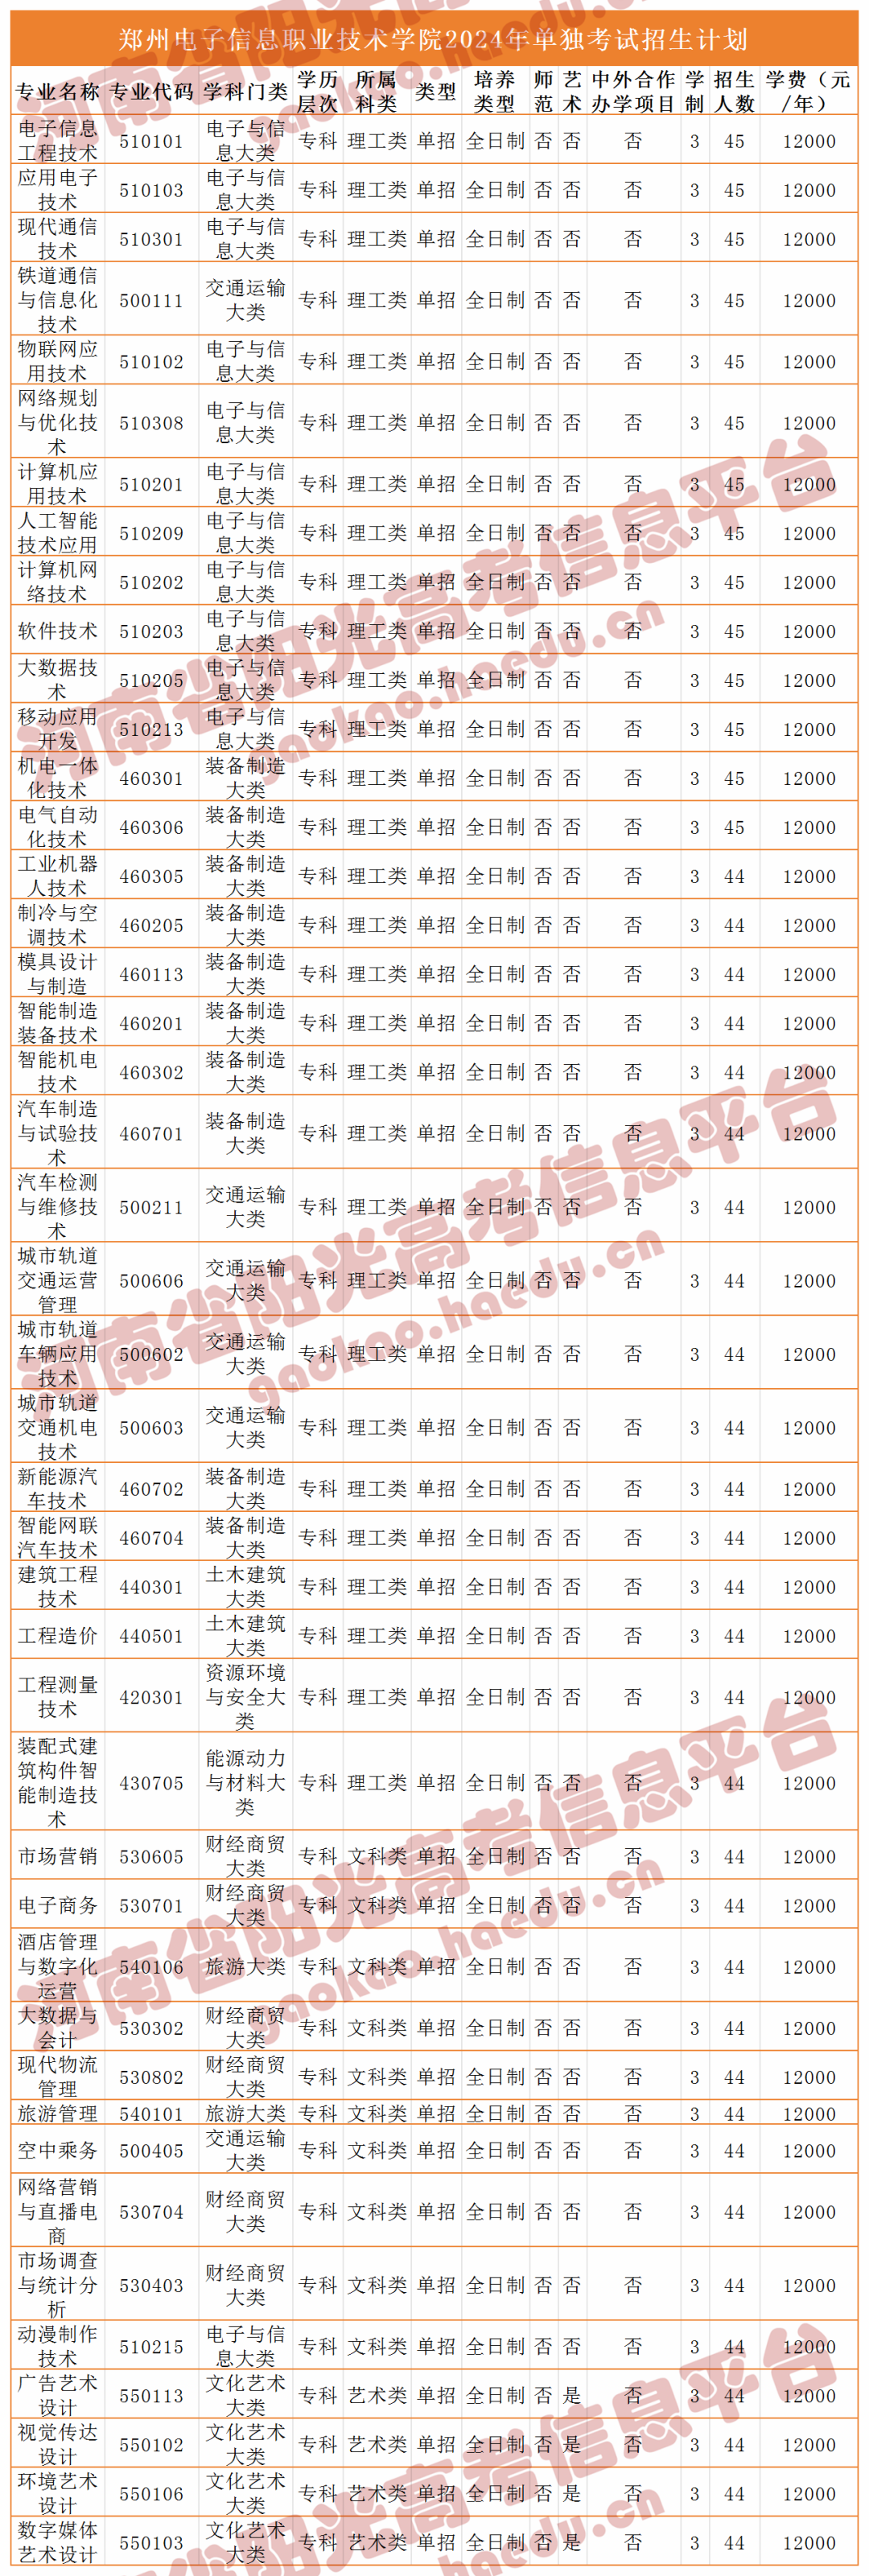 郑州电子信息职业技术学院2024年单独考试招生计划
专业名称 专业代码 学科门类 学历层次 所属科类 类型 培养类型 师范 艺术 中外合作办学项目 学制 招生人数 学费（元/年）
电子信息工程技术 510101 电子与信息大类 专科 理工类 单招 全日制 否 否 否 3 45 12000
应用电子技术 510103 电子与信息大类 专科 理工类 单招 全日制 否 否 否 3 45 12000
现代通信技术 510301 电子与信息大类 专科 理工类 单招 全日制 否 否 否 3 45 12000
铁道通信与信息化技术 500111 交通运输大类 专科 理工类 单招 全日制 否 否 否 3 45 12000
物联网应用技术 510102 电子与信息大类 专科 理工类 单招 全日制 否 否 否 3 45 12000
网络规划与优化技术 510308 电子与信息大类 专科 理工类 单招 全日制 否 否 否 3 45 12000
计算机应用技术 510201 电子与信息大类 专科 理工类 单招 全日制 否 否 否 3 45 12000
人工智能技术应用 510209 电子与信息大类 专科 理工类 单招 全日制 否 否 否 3 45 12000
计算机网络技术 510202 电子与信息大类 专科 理工类 单招 全日制 否 否 否 3 45 12000
软件技术 510203 电子与信息大类 专科 理工类 单招 全日制 否 否 否 3 45 12000
大数据技术 510205 电子与信息大类 专科 理工类 单招 全日制 否 否 否 3 45 12000
移动应用开发 510213 电子与信息大类 专科 理工类 单招 全日制 否 否 否 3 45 12000
机电一体化技术 460301 装备制造大类 专科 理工类 单招 全日制 否 否 否 3 45 12000
电气自动化技术 460306 装备制造大类 专科 理工类 单招 全日制 否 否 否 3 45 12000
工业机器人技术 460305 装备制造大类 专科 理工类 单招 全日制 否 否 否 3 44 12000
制冷与空调技术 460205 装备制造大类 专科 理工类 单招 全日制 否 否 否 3 44 12000
模具设计与制造 460113 装备制造大类 专科 理工类 单招 全日制 否 否 否 3 44 12000
智能制造装备技术 460201 装备制造大类 专科 理工类 单招 全日制 否 否 否 3 44 12000
智能机电技术 460302 装备制造大类 专科 理工类 单招 全日制 否 否 否 3 44 12000
汽车制造与试验技术 460701 装备制造大类 专科 理工类 单招 全日制 否 否 否 3 44 12000
汽车检测与维修技术 500211 交通运输大类 专科 理工类 单招 全日制 否 否 否 3 44 12000
城市轨道交通运营管理 500606 交通运输大类 专科 理工类 单招 全日制 否 否 否 3 44 12000
城市轨道车辆应用技术 500602 交通运输大类 专科 理工类 单招 全日制 否 否 否 3 44 12000
城市轨道交通机电技术 500603 交通运输大类 专科 理工类 单招 全日制 否 否 否 3 44 12000
新能源汽车技术 460702 装备制造大类 专科 理工类 单招 全日制 否 否 否 3 44 12000
智能网联汽车技术 460704 装备制造大类 专科 理工类 单招 全日制 否 否 否 3 44 12000
建筑工程技术 440301 土木建筑大类 专科 理工类 单招 全日制 否 否 否 3 44 12000
工程造价 440501 土木建筑大类 专科 理工类 单招 全日制 否 否 否 3 44 12000
工程测量技术 420301 资源环境与安全大类 专科 理工类 单招 全日制 否 否 否 3 44 12000
装配式建筑构件智能制造技术 430705 能源动力与材料大类 专科 理工类 单招 全日制 否 否 否 3 44 12000
市场营销 530605 财经商贸大类 专科 文科类 单招 全日制 否 否 否 3 44 12000
电子商务 530701 财经商贸大类 专科 文科类 单招 全日制 否 否 否 3 44 12000
酒店管理与数字化运营 540106 旅游大类 专科 文科类 单招 全日制 否 否 否 3 44 12000
大数据与会计 530302 财经商贸大类 专科 文科类 单招 全日制 否 否 否 3 44 12000
现代物流管理 530802 财经商贸大类 专科 文科类 单招 全日制 否 否 否 3 44 12000
旅游管理 540101 旅游大类 专科 文科类 单招 全日制 否 否 否 3 44 12000
空中乘务 500405 交通运输大类 专科 文科类 单招 全日制 否 否 否 3 44 12000
网络营销与直播电商 530704 财经商贸大类 专科 文科类 单招 全日制 否 否 否 3 44 12000
市场调查与统计分析 530403 财经商贸大类 专科 文科类 单招 全日制 否 否 否 3 44 12000
动漫制作技术 510215 电子与信息大类 专科 文科类 单招 全日制 否 否 否 3 44 12000
广告艺术设计 550113 文化艺术大类 专科 艺术类 单招 全日制 否 是 否 3 44 12000
视觉传达设计 550102 文化艺术大类 专科 艺术类 单招 全日制 否 是 否 3 44 12000
环境艺术设计 550106 文化艺术大类 专科 艺术类 单招 全日制 否 是 否 3 44 12000
数字媒体艺术设计 550103 文化艺术大类 专科 艺术类 单招 全日制 否 是 否 3 44 12000
河南省阳光高考信息平台
gaokao.haedu.cn